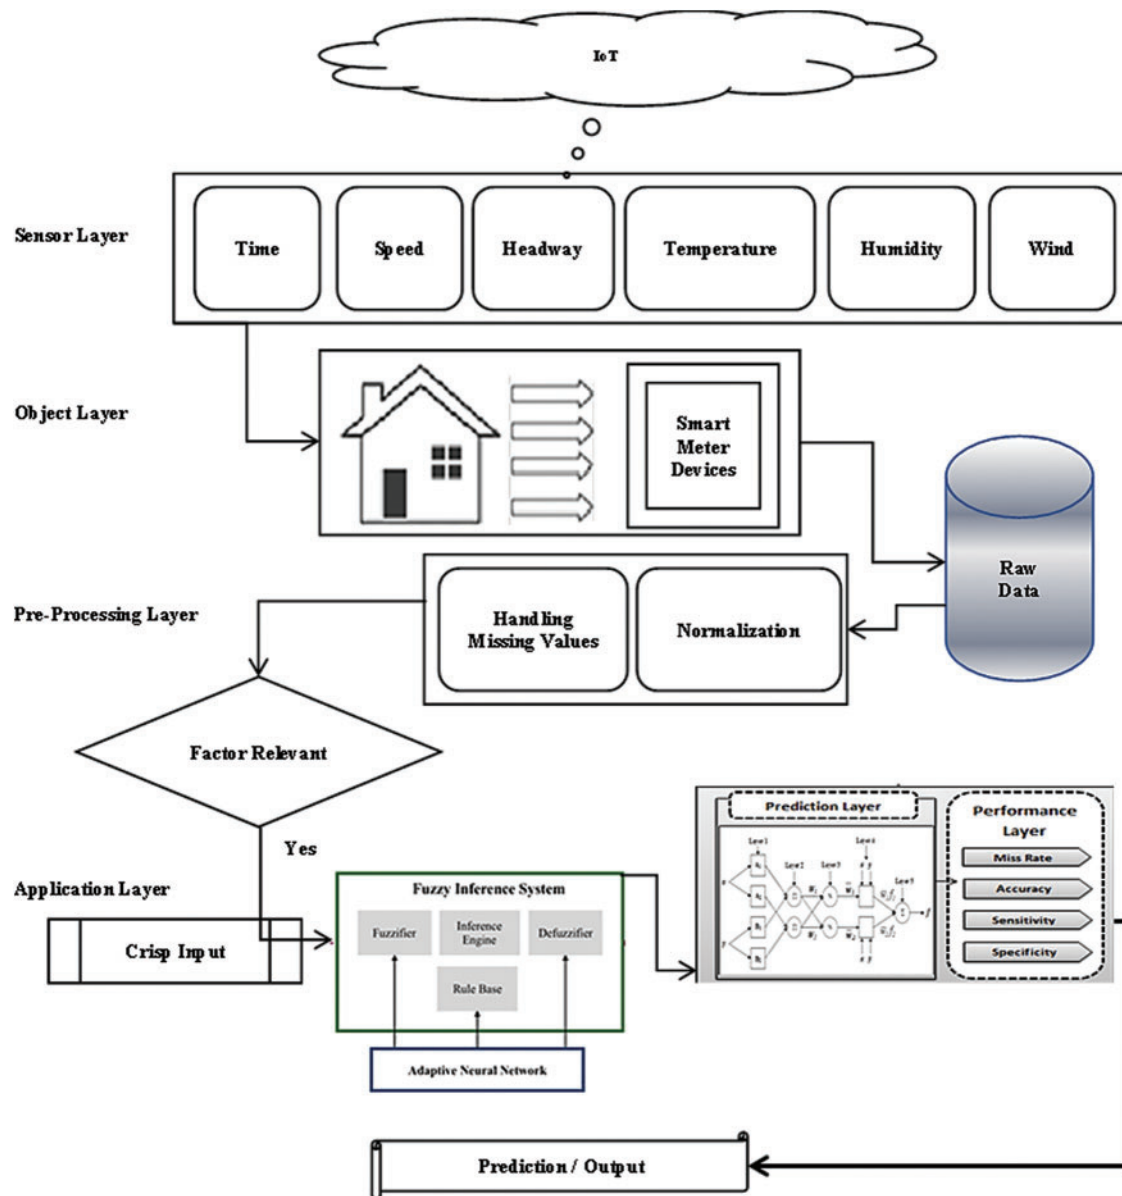 IoT
Sensor Layer
Time
Speed
Headway
Temperature
Humidity
Wind
Object Layer
Smart
Meter
Devices
Raw
Data
Pre-Processing Layer
Handling
Missing Values
Normalization
Factor Relevant
Yes
Application Layer
Crisp Input
Fuzzy Inference System
Fuzzifier
Inference
Engine
Defuzzifier
Rule Base
Adaptive Neural Network
Prediction Layer
Performance
Layer
Miss Rate
Accuracy
Sensitivity
Specificity
Prediction / Output